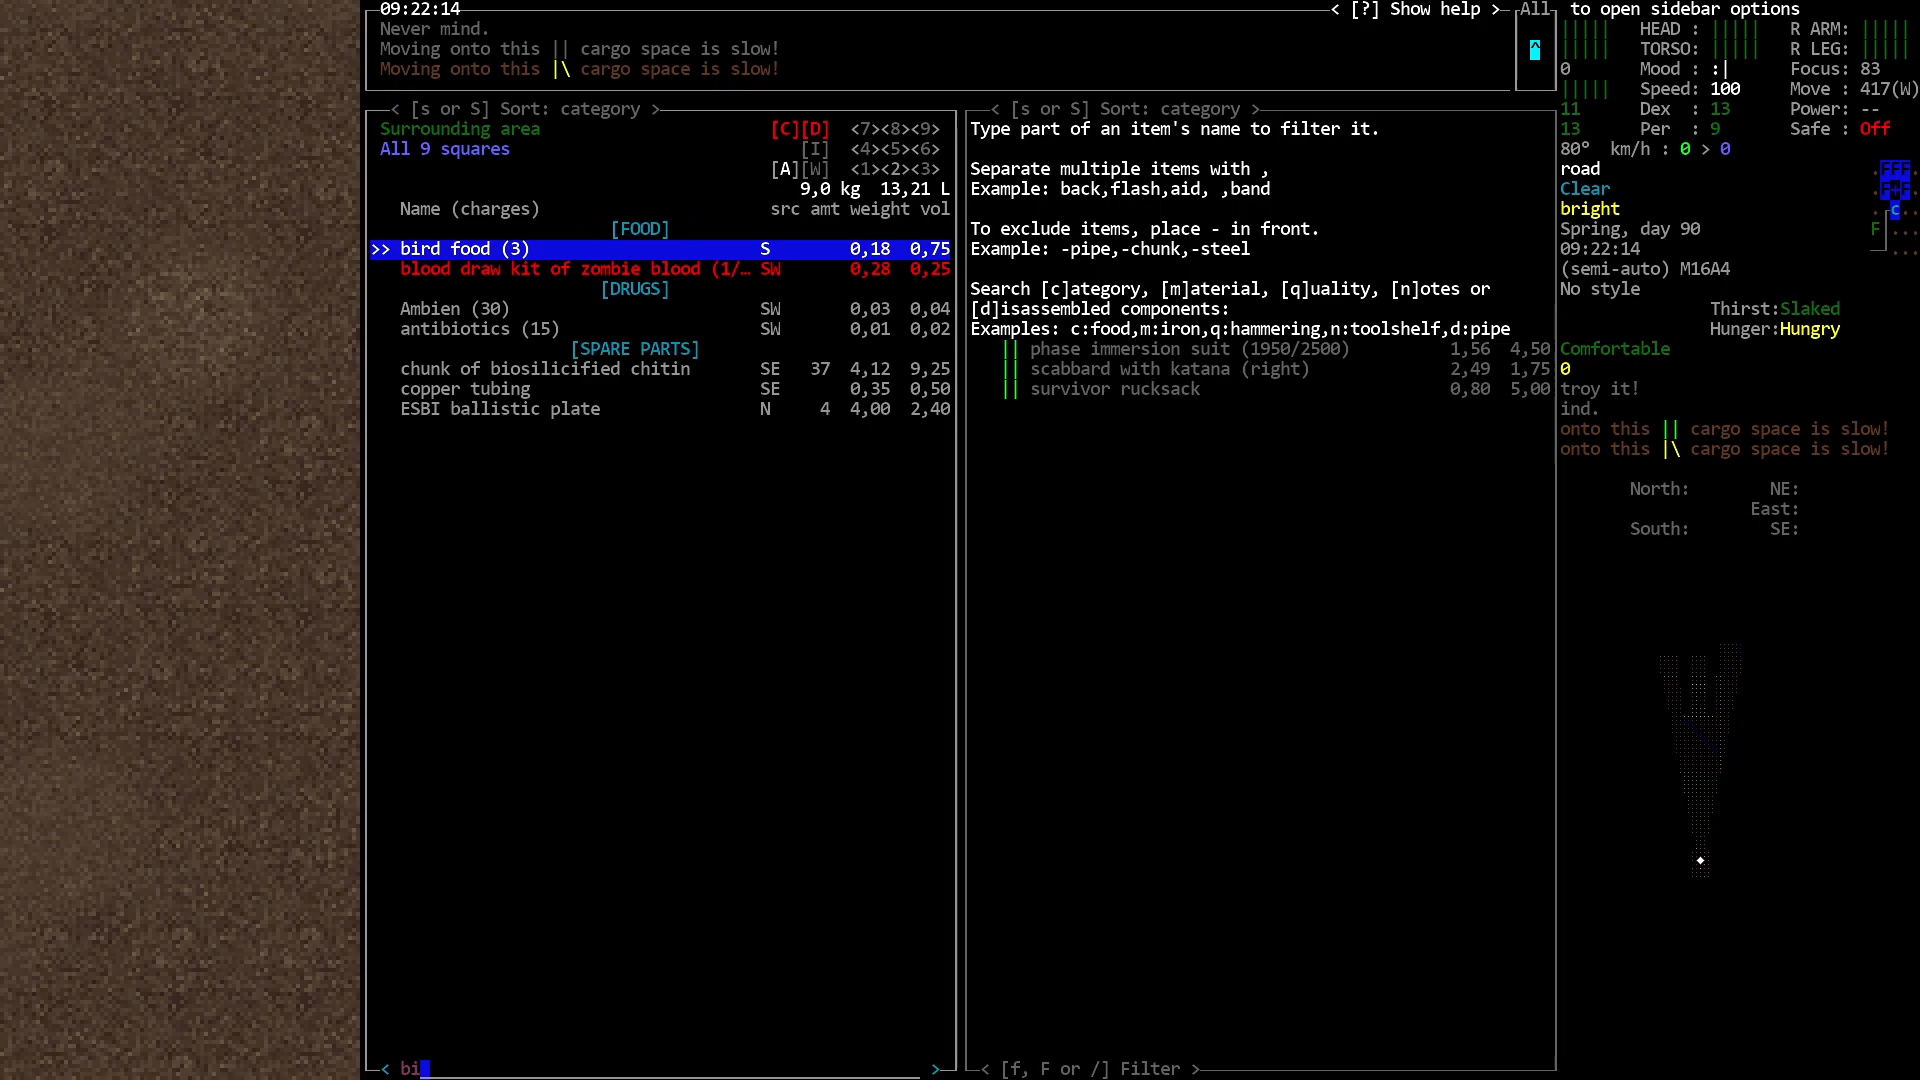 09:22:14 < [?] Show help > All to open sidebar options
Never mind. HEAD : R ARM:
Moving onto this || cargo space is slow! ^ TORSO: R LEG:
Moving onto this |\ cargo space is slow! 0 Mood : :| Focus: 83
Speed: 100 Move : 417(W)
< [s or S] Sort: category > < [s or S] Sort: category > 11 Dex : 13 Power: --
Surrounding area [C][D] <7><8><9> Type part of an item's name to filter it. 13 Per : 9 Safe : Off
All 9 squares [I] <4><5><6> 80° km/h : 0 > 0
[A][W] <1><2><3> Separate multiple items with , road
9,0 kg 13,21 L Example: back,flash,aid, ,band Clear
Name (charges) src amt weight vol bright
[FOOD] To exclude items, place - in front. Spring, day 90
>> bird food (3) S 0,18 0,75 Example: -pipe,-chunk,-steel 09:22:14
blood draw kit of zombie blood (1/… SW 0,28 0,25 (semi-auto) M16A4
[DRUGS] Search [c]ategory, [m]aterial, [q]uality, [n]otes or No style
Ambien (30) SW 0,03 0,04 [d]isassembled components: Thirst:Slaked
antibiotics (15) SW 0,01 0,02 Examples: c:food,m:iron,q:hammering,n:toolshelf,d:pipe Hunger:Hungry
[SPARE PARTS] || phase immersion suit (1950/2500) 1,56 4,50 Comfortable
chunk of biosilicified chitin SE 37 4,12 9,25 || scabbard with katana (right) 2,49 1,75 0
copper tubing SE 0,35 0,50 || survivor rucksack 0,80 5,00 troy it!
ESBI ballistic plate N 4 4,00 2,40 ind.
onto this || cargo space is slow!
onto this |\ cargo space is slow!
North: NE:
East:
South: SE:
< bi > < [f, F or /] Filter >